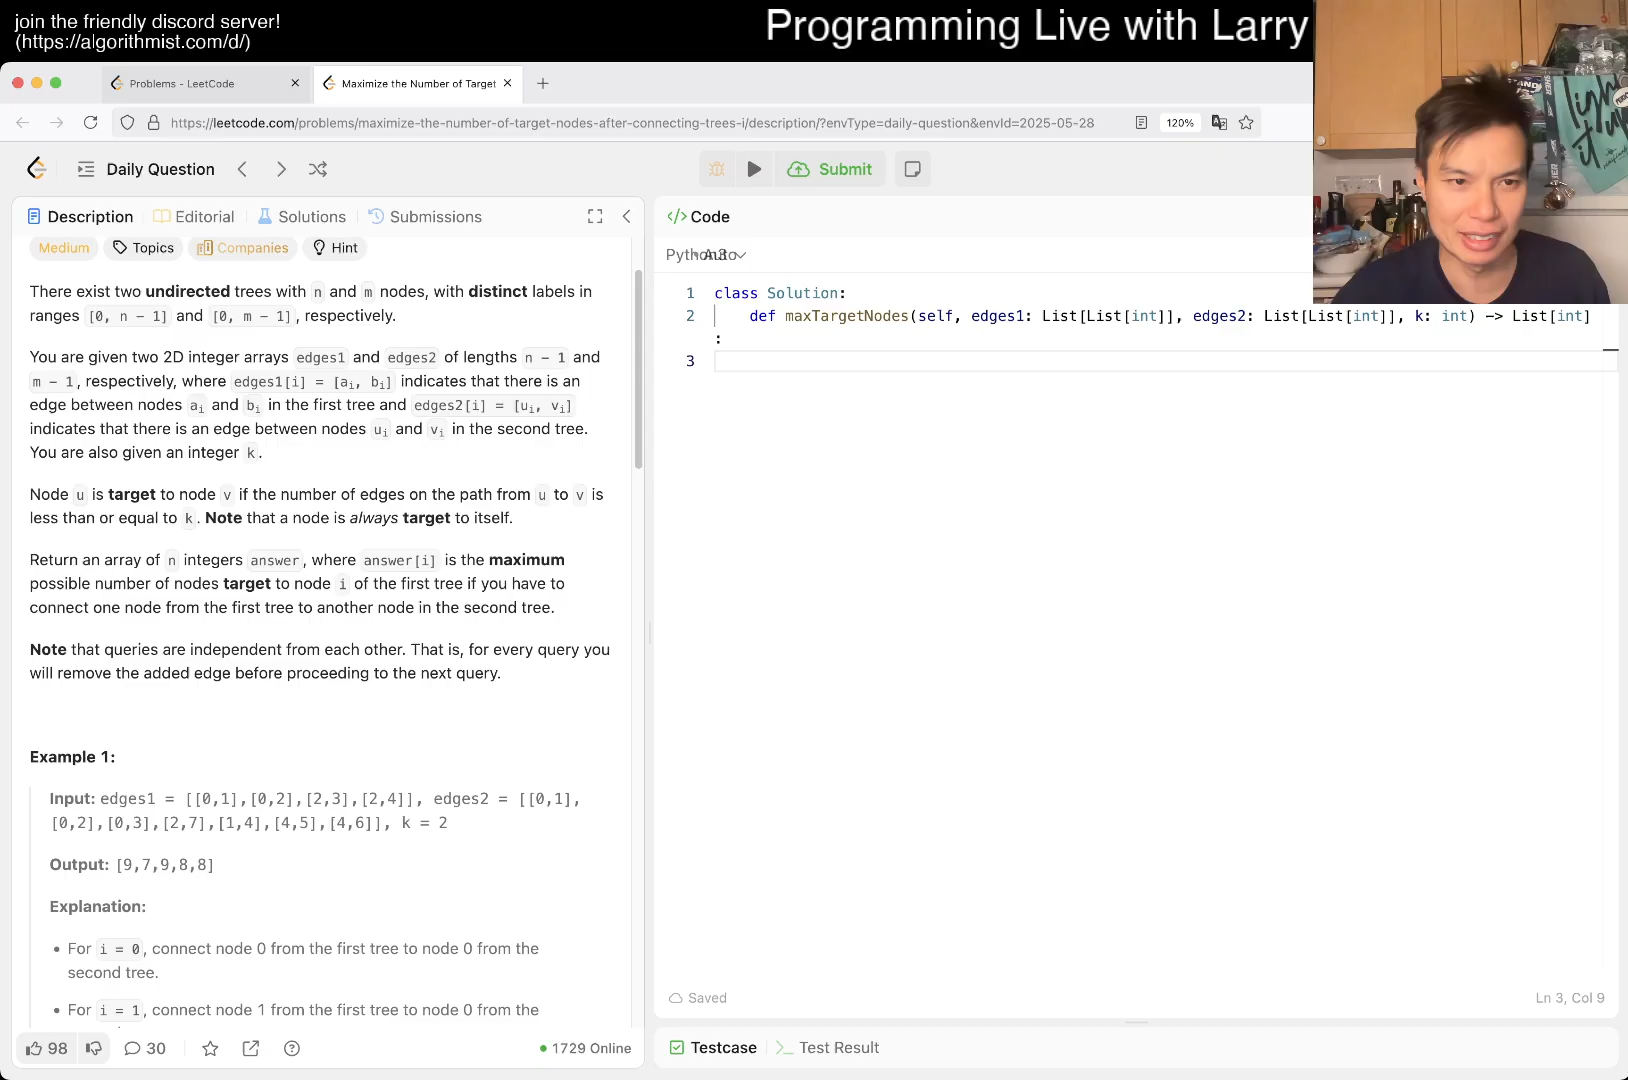 join the friendly discord server!
(https://algorithmist.com/d/)
Programming Live with Larry
Problems - LeetCode
Maximize the Number of Target
https://leetcode.com/problems/maximize-the-number-of-target-nodes-after-connecting-trees-i/description/?envType=daily-question&envId=2025-05-28
120%
Daily Question
Submit
Description
Editorial
Solutions
Submissions
Medium
Topics
Companies
Hint
There exist two undirected trees with n and m nodes, with distinct labels in
ranges [0, n - 1] and [0, m - 1], respectively.
You are given two 2D integer arrays edges1 and edges2 of lengths n - 1 and
m - 1, respectively, where edges1[i] = [ai, bi] indicates that there is an
edge between nodes ai and bi in the first tree and edges2[i] = [ui, vi]
indicates that there is an edge between nodes ui and vi in the second tree.
You are also given an integer k.
Node u is target to node v if the number of edges on the path from u to v is
less than or equal to k. Note that a node is always target to itself.
Return an array of n integers answer, where answer[i] is the maximum
possible number of nodes target to node i of the first tree if you have to
connect one node from the first tree to another node in the second tree.
Note that queries are independent from each other. That is, for every query you
will remove the added edge before proceeding to the next query.
Example 1:
Input: edges1 = [[0,1],[0,2],[2,3],[2,4]], edges2 = [[0,1],
[0,2],[0,3],[2,7],[1,4],[4,5],[4,6]], k = 2
Output: [9,7,9,8,8]
Explanation:
• For i = 0, connect node 0 from the first tree to node 0 from the
second tree.
• For i = 1, connect node 1 from the first tree to node 0 from the
98
30
1729 Online
</> Code
Python3
Auto
1 class Solution:
2 def maxTargetNodes(self, edges1: List[List[int]], edges2: List[List[int]], k: int) -> List[int]
:
3
Saved
Ln 3, Col 9
Testcase
Test Result
light
it